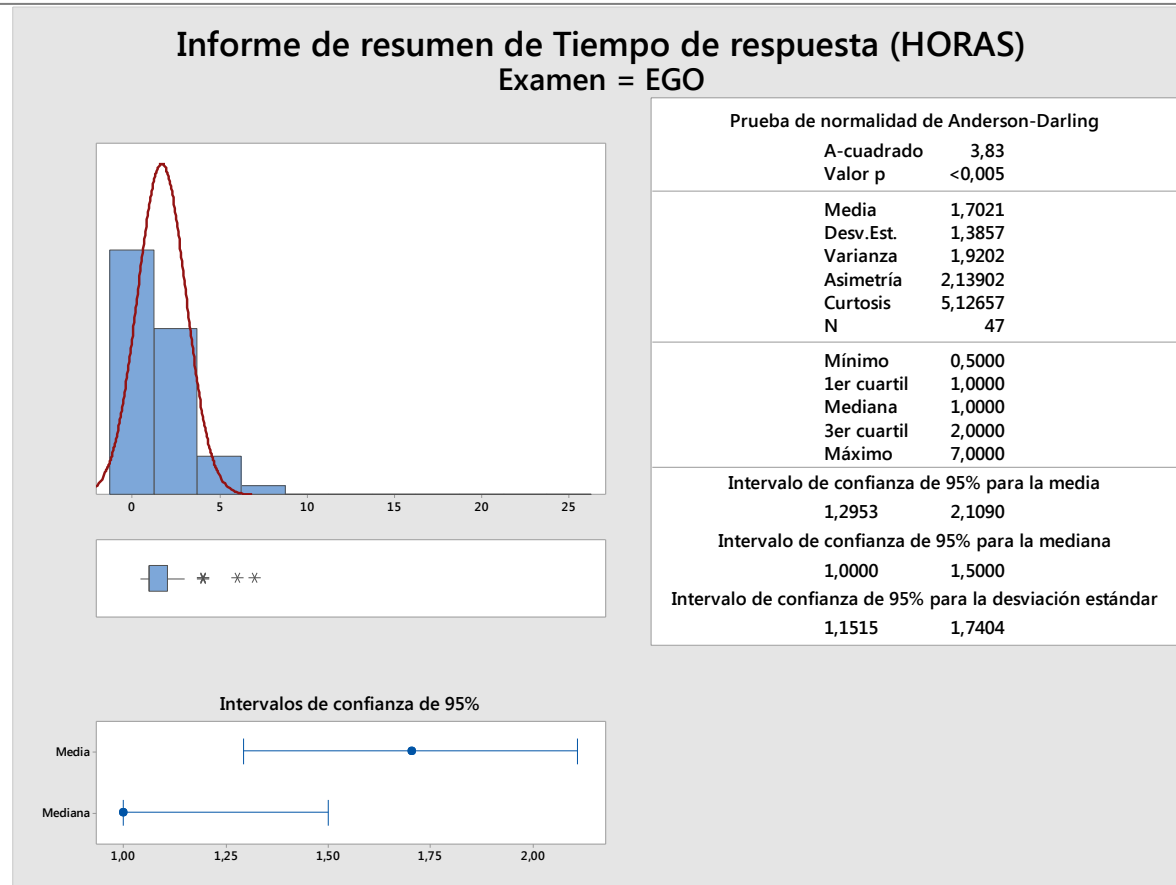 Informe de resumen de Tiempo de respuesta (HORAS)
Examen = EGO
0 5 10 15 20 25
Intervalos de confianza de 95%
Media
Mediana
1,00 1,25 1,50 1,75 2,00
Prueba de normalidad de Anderson-Darling
A-cuadrado 3,83
Valor p <0,005
Media 1,7021
Desv.Est. 1,3857
Varianza 1,9202
Asimetría 2,13902
Curtosis 5,12657
N 47
Mínimo 0,5000
1er cuartil 1,0000
Mediana 1,0000
3er cuartil 2,0000
Máximo 7,0000
Intervalo de confianza de 95% para la media
1,2953 2,1090
Intervalo de confianza de 95% para la mediana
1,0000 1,5000
Intervalo de confianza de 95% para la desviación estándar
1,1515 1,7404